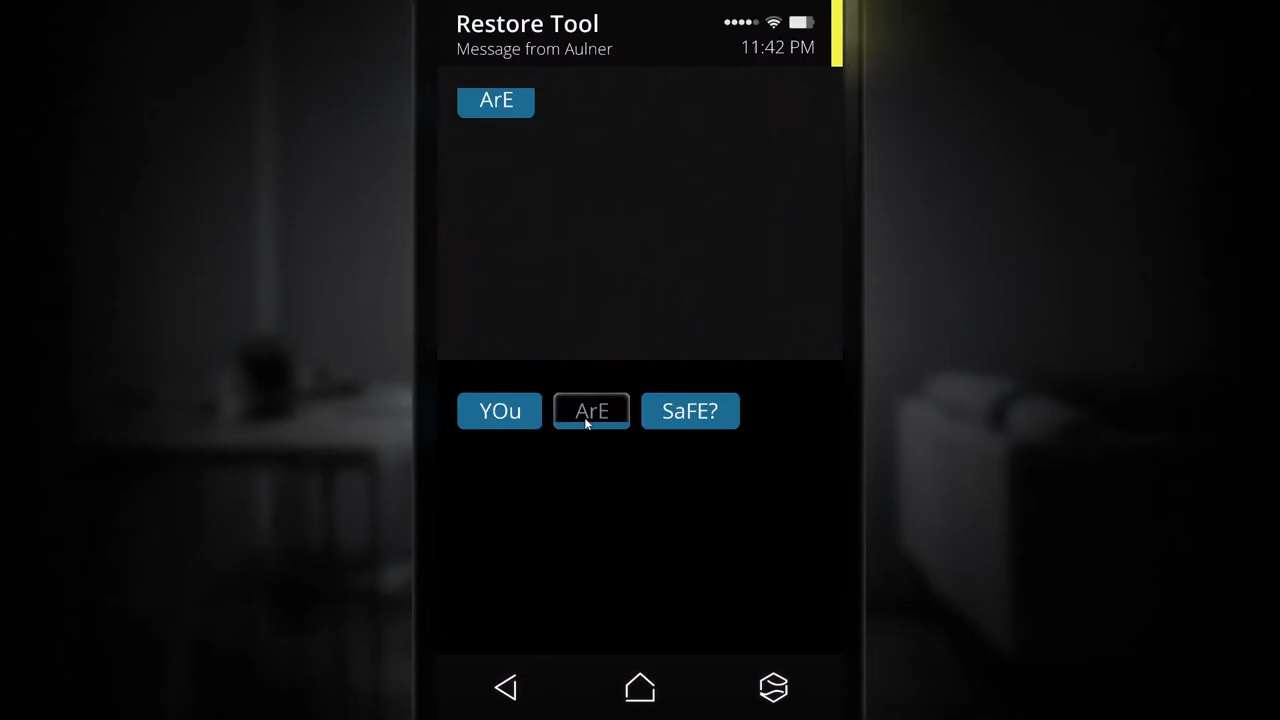 Restore Tool
Message from Aulner
11:42 PM
ArE
YOu ArE SaFE?